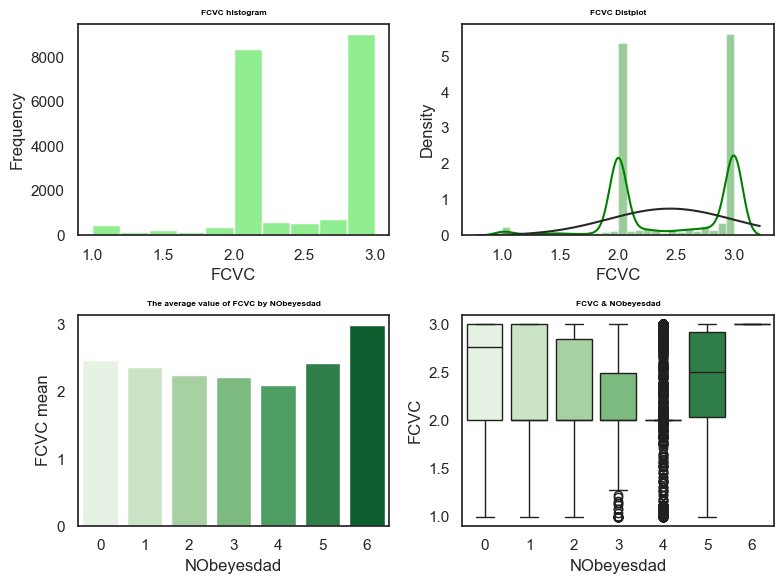 FCVC histogram
Frequency
8000
6000
4000
2000
0
1.0 1.5 2.0 2.5 3.0
FCVC
FCVC Distplot
Density
5
4
3
2
1
0
1.0 1.5 2.0 2.5 3.0
FCVC
The average value of FCVC by NObeyesdad
FCVC mean
3
2
1
0
0 1 2 3 4 5 6
NObeyesdad
FCVC & NObeyesdad
FCVC
3.0
2.5
2.0
1.5
1.0
0 1 2 3 4 5 6
NObeyesdad